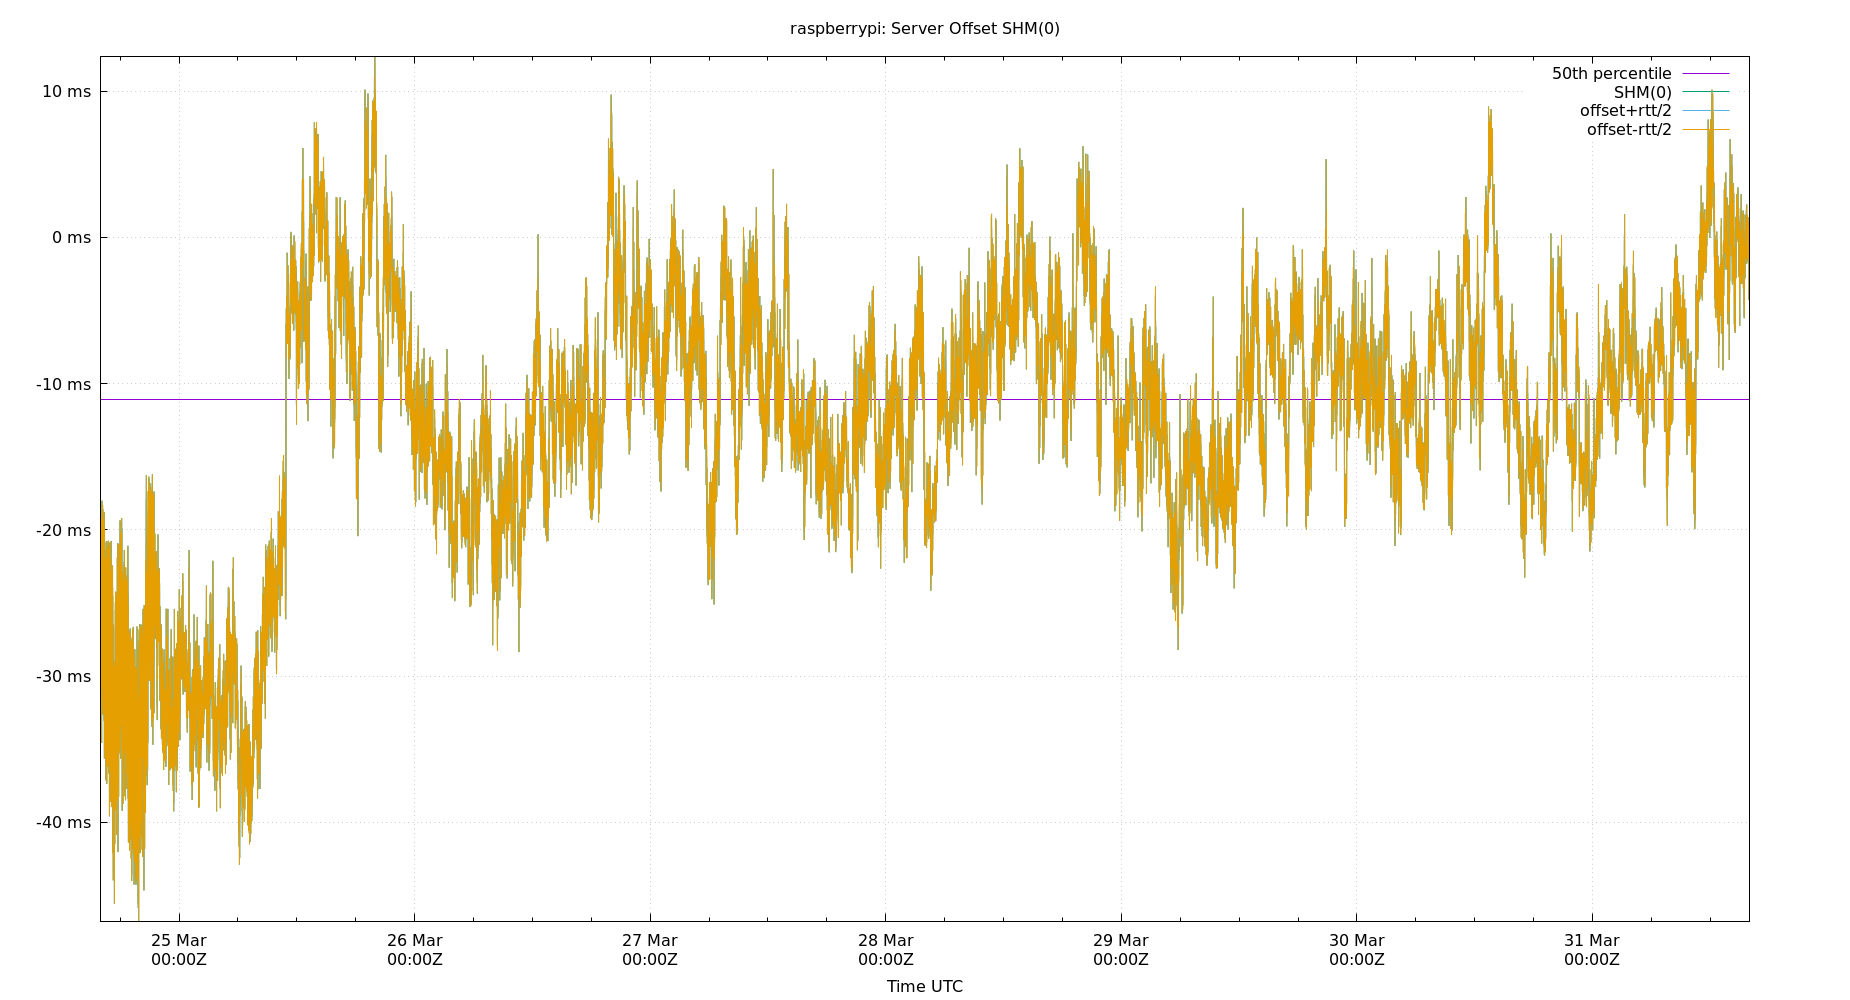 raspberrypi: Server Offset SHM(0)
50th percentile
SHM(0)
offset+rtt/2
offset-rtt/2
10 ms
0 ms
-10 ms
-20 ms
-30 ms
-40 ms
25 Mar 26 Mar 27 Mar 28 Mar 29 Mar 30 Mar 31 Mar
00:00Z 00:00Z 00:00Z 00:00Z 00:00Z 00:00Z 00:00Z
Time UTC